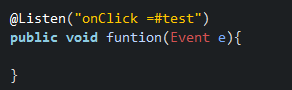 @Listen("onClick =#test")
public void funtion(Event e){
}